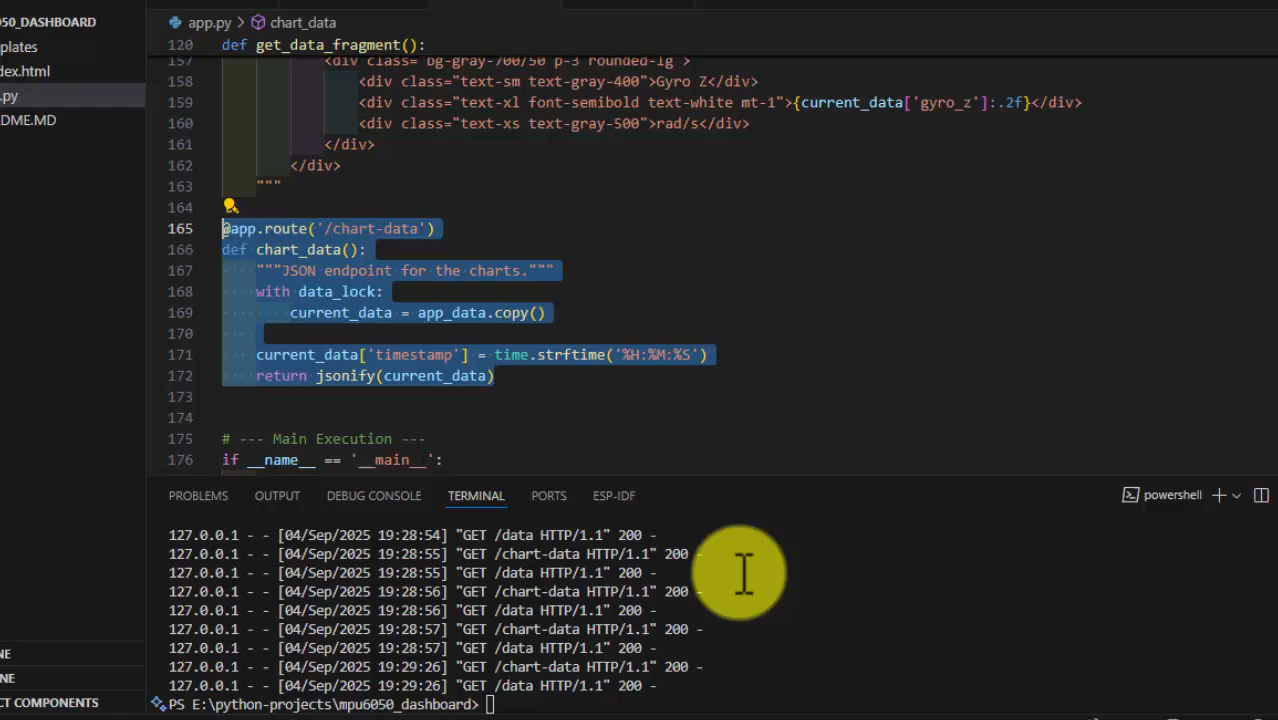 050_DASHBOARD
plates
dex.html
.py
DME.MD
NE
NE
CT COMPONENTS
app.py > chart_data
120 def get_data_fragment():
157 <div class="bg-gray-700/50 p-3 rounded-lg">
158 <div class="text-sm text-gray-400">Gyro Z</div>
159 <div class="text-xl font-semibold text-white mt-1">{current_data['gyro_z']:.2f}</div>
160 <div class="text-xs text-gray-500">rad/s</div>
161 </div>
162 </div>
163 """
164
165 @app.route('/chart-data')
166 def chart_data():
167 """JSON endpoint for the charts."""
168 with data_lock:
169 current_data = app_data.copy()
170
171 current_data['timestamp'] = time.strftime('%H:%M:%S')
172 return jsonify(current_data)
173
174
175 # --- Main Execution ---
176 if __name__ == '__main__':
PROBLEMS OUTPUT DEBUG CONSOLE TERMINAL PORTS ESP-IDF powershell
127.0.0.1 - - [04/Sep/2025 19:28:54] "GET /data HTTP/1.1" 200 -
127.0.0.1 - - [04/Sep/2025 19:28:55] "GET /chart-data HTTP/1.1" 200 -
127.0.0.1 - - [04/Sep/2025 19:28:55] "GET /data HTTP/1.1" 200 -
127.0.0.1 - - [04/Sep/2025 19:28:56] "GET /chart-data HTTP/1.1" 200 -
127.0.0.1 - - [04/Sep/2025 19:28:56] "GET /data HTTP/1.1" 200 -
127.0.0.1 - - [04/Sep/2025 19:28:57] "GET /chart-data HTTP/1.1" 200 -
127.0.0.1 - - [04/Sep/2025 19:28:57] "GET /data HTTP/1.1" 200 -
127.0.0.1 - - [04/Sep/2025 19:29:26] "GET /chart-data HTTP/1.1" 200 -
127.0.0.1 - - [04/Sep/2025 19:29:26] "GET /data HTTP/1.1" 200 -
PS E:\python-projects\mpu6050_dashboard>